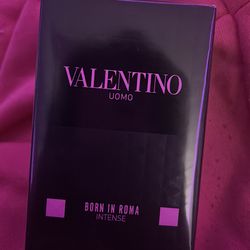 VALENTINO
UOMO
BORN IN ROMA
INTENSE